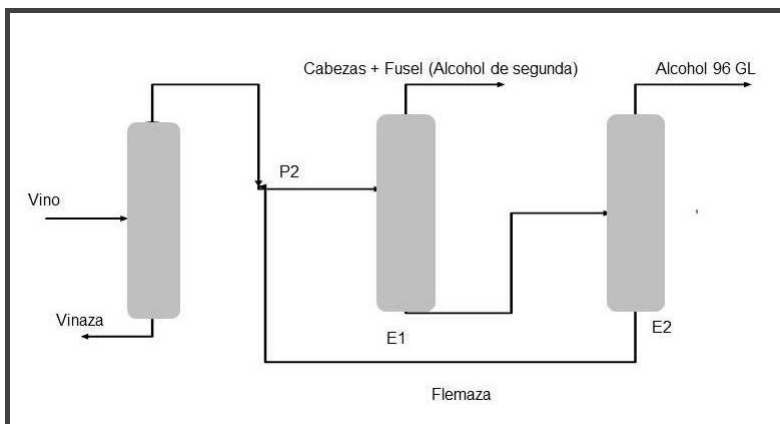 Cabezas + Fusel (Alcohol de segunda)
Alcohol 96 GL
P2
Vino
Vinaza
E1
E2
Flemaza